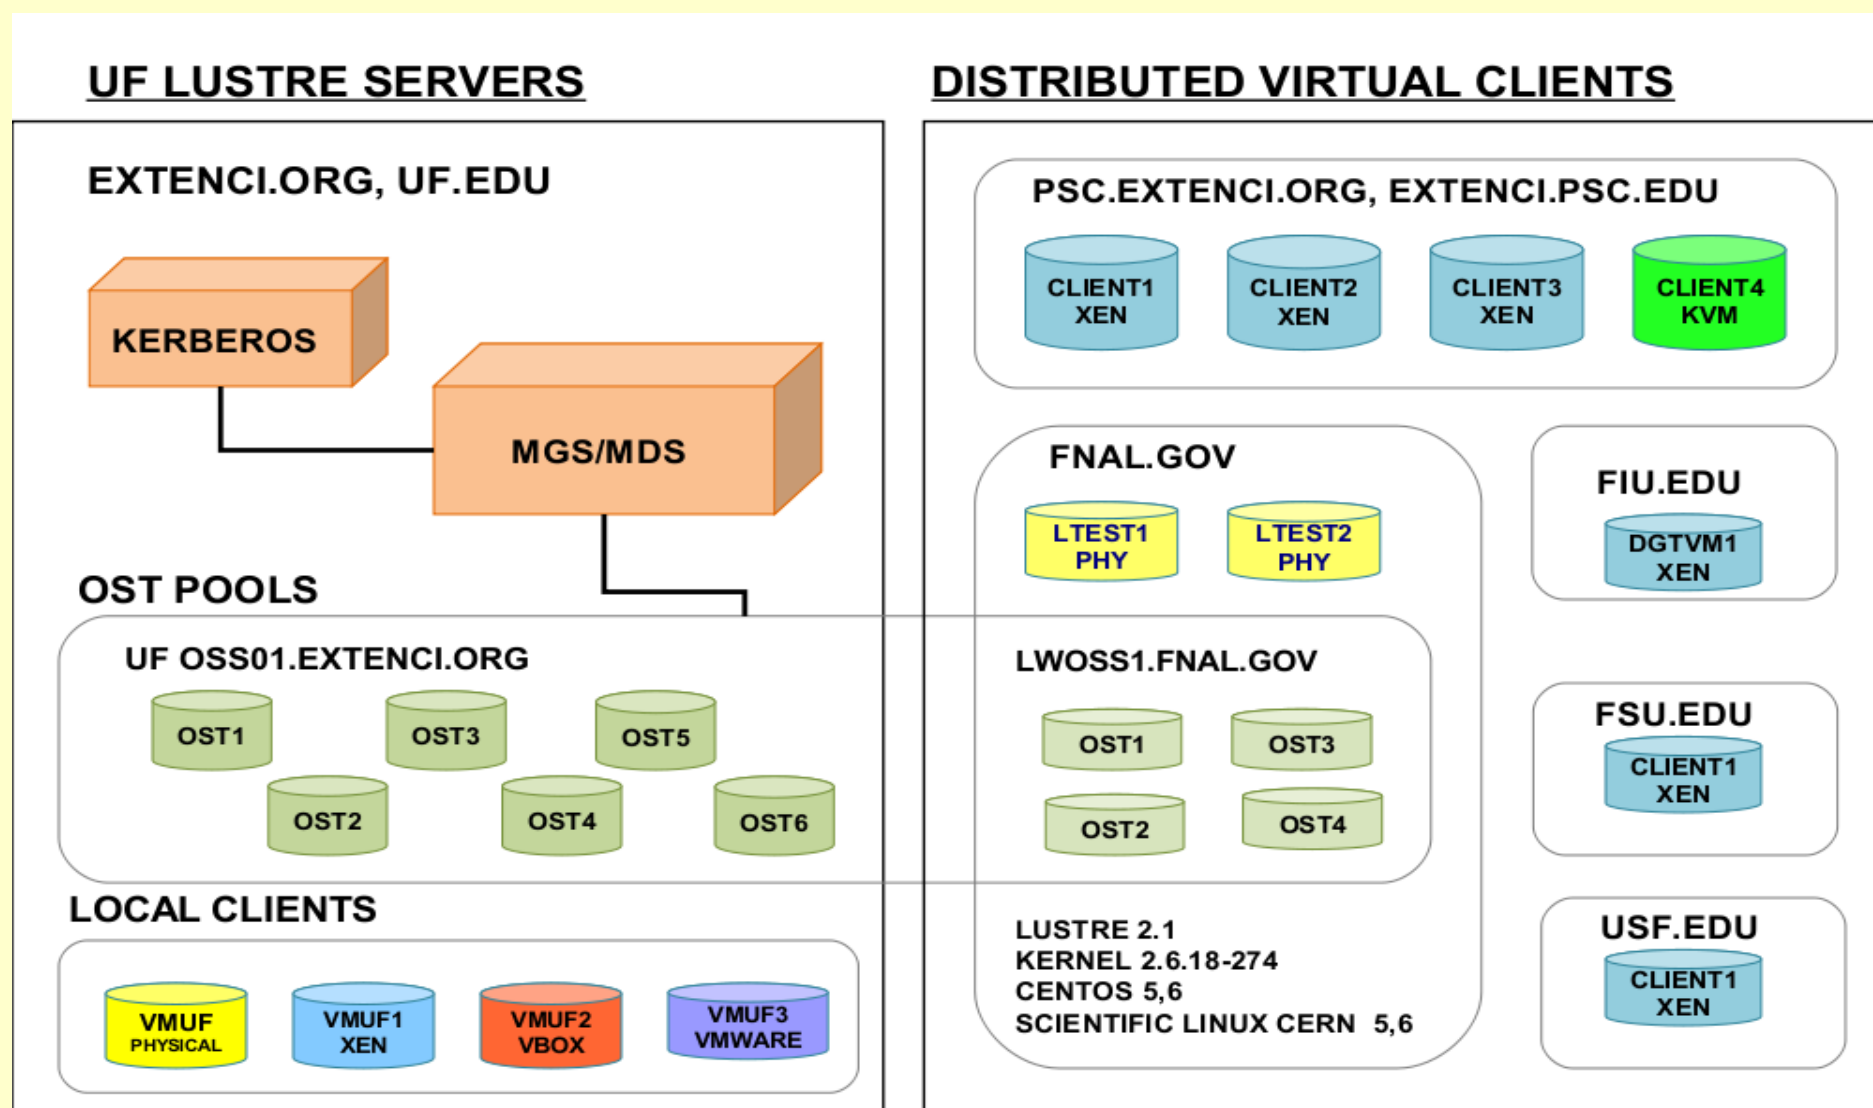 UF LUSTRE SERVERS
EXTENCI.ORG, UF.EDU
KERBEROS
MGS/MDS
OST POOLS
UF OSS01.EXTENCI.ORG
OST1
OST3
OST5
OST2
OST4
OST6
LOCAL CLIENTS
VMUF
PHYSICAL
VMUF1
XEN
VMUF2
VBOX
VMUF3
VMWARE
DISTRIBUTED VIRTUAL CLIENTS
PSC.EXTENCI.ORG, EXTENCI.PSC.EDU
CLIENT1
XEN
CLIENT2
XEN
CLIENT3
XEN
CLIENT4
KVM
FNAL.GOV
LTEST1
PHY
LTEST2
PHY
LWOSS1.FNAL.GOV
OST1
OST3
OST2
OST4
LUSTRE 2.1
KERNEL 2.6.18-274
CENTOS 5,6
SCIENTIFIC LINUX CERN 5,6
FIU.EDU
DGTVM1
XEN
FSU.EDU
CLIENT1
XEN
USF.EDU
CLIENT1
XEN